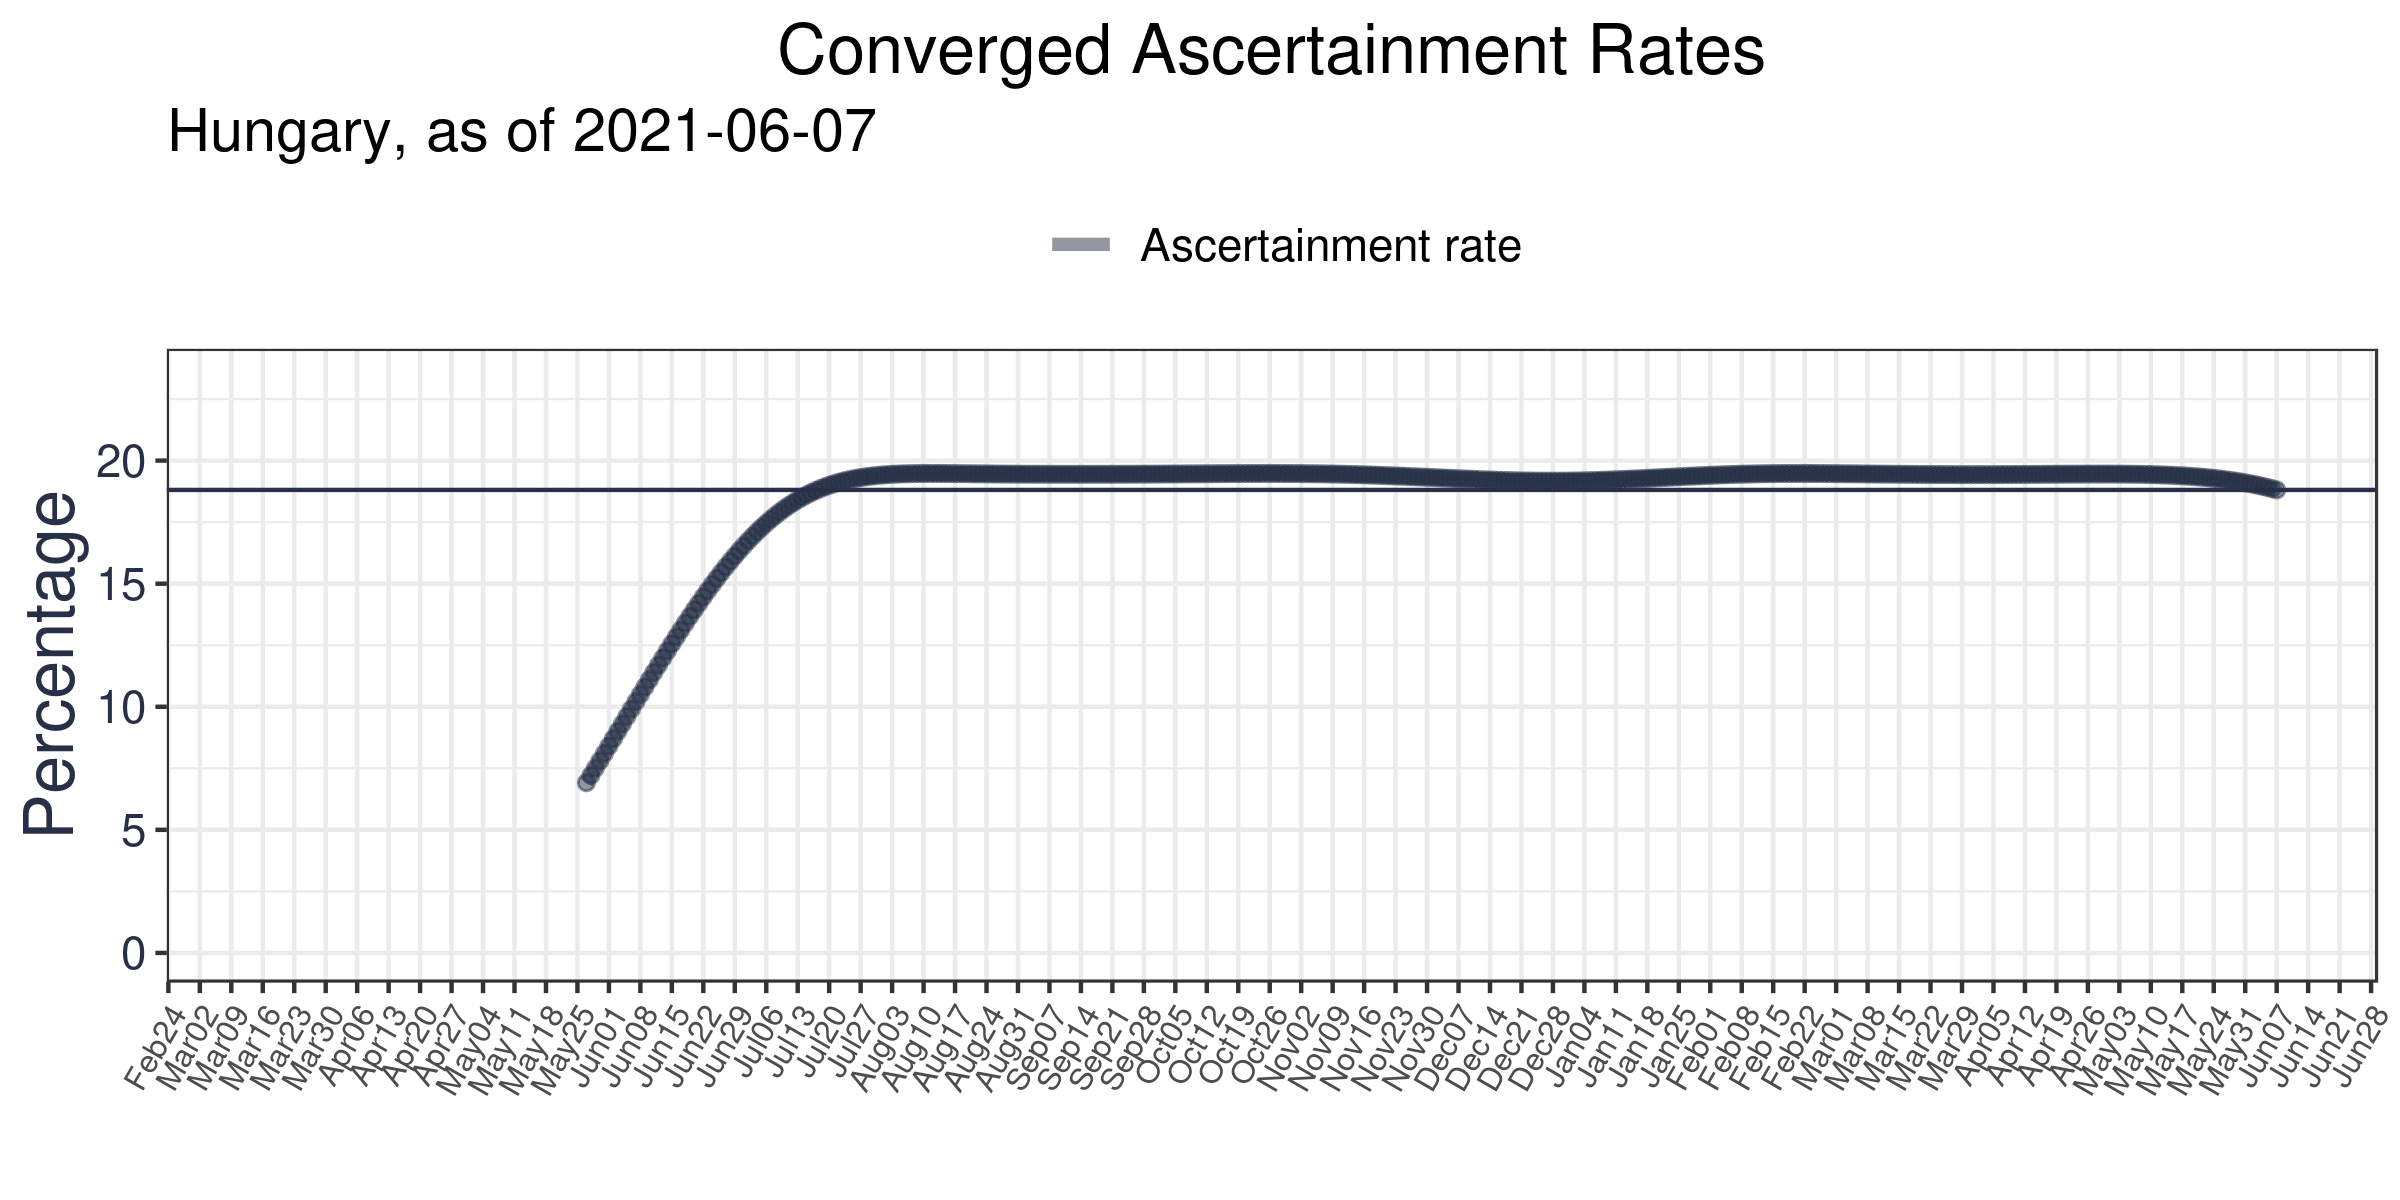 Converged Ascertainment Rates
Hungary, as of 2021-06-07
Ascertainment rate
Percentage
20
15
10
5
0
Feb24 Mar02 Mar09 Mar16 Mar23 Mar30 Apr06 Apr13 Apr20 Apr27 May04 May11 May18 May25 Jun01 Jun08 Jun15 Jun22 Jun29 Jul06 Jul13 Jul20 Jul27 Aug03 Aug10 Aug17 Aug24 Aug31 Sep07 Sep14 Sep21 Sep28 Oct05 Oct12 Oct19 Oct26 Nov02 Nov09 Nov16 Nov23 Nov30 Dec07 Dec14 Dec21 Dec28 Jan04 Jan11 Jan18 Jan25 Feb01 Feb08 Feb15 Feb22 Mar01 Mar08 Mar15 Mar22 Mar29 Apr05 Apr12 Apr19 Apr26 May03 May10 May17 May24 May31 Jun07 Jun14 Jun21 Jun28